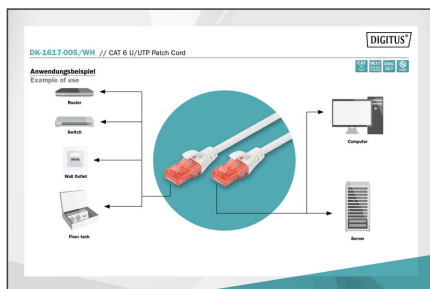 DIGITUS®
DK-1617-005/WH // CAT 6 U/UTP Patch Cord
Anwendungsbeispiel
Example of use
CAT
Router
Switch
Wall Outlet
Floor tank
Computer
Server